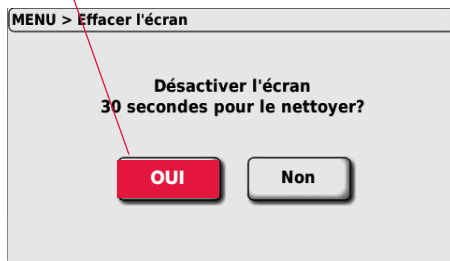 MENU > Effacer l'écran
Désactiver l'écran
30 secondes pour le nettoyer?
OUI
Non